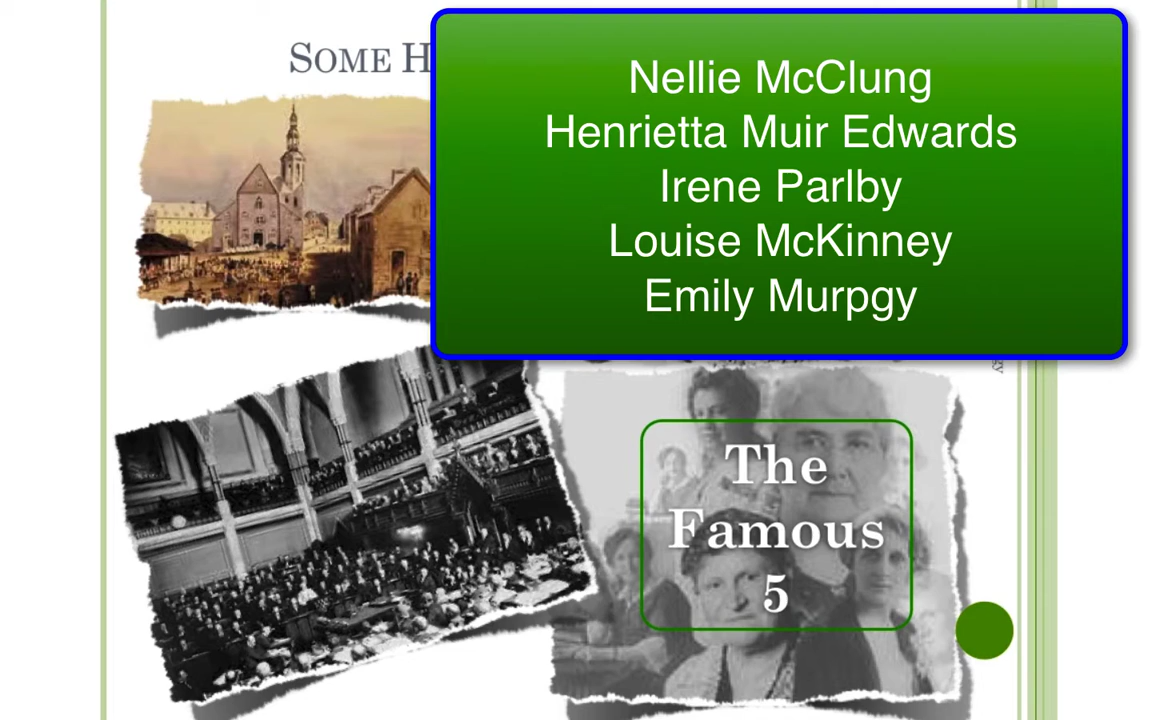 SOME H
Nellie McClung
Henrietta Muir Edwards
Irene Parlby
Louise McKinney
Emily Murpgy
The
Famous
5